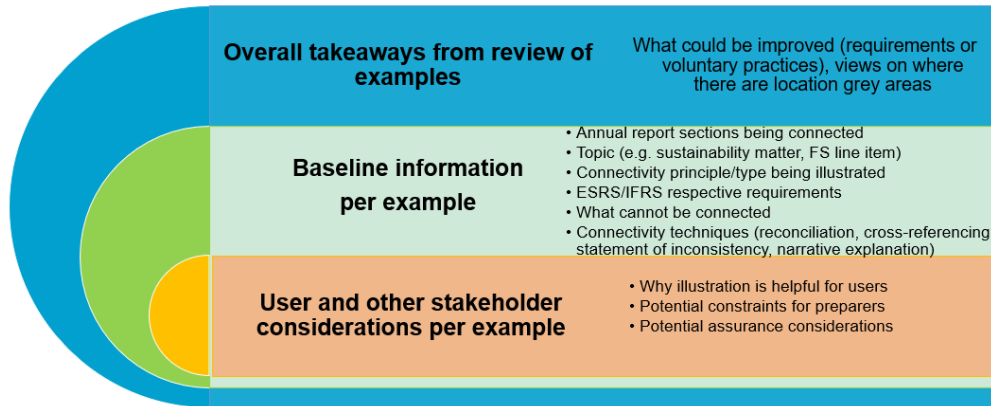 Overall takeaways from review of
examples
What could be improved (requirements or
voluntary practices), views on where
there are location grey areas
Baseline information
per example
• Annual report sections being connected
• Topic (e.g. sustainability matter, FS line item)
• Connectivity principle/type being illustrated
• ESRS/IFRS respective requirements
• What cannot be connected
• Connectivity techniques (reconciliation, cross-referencing
statement of inconsistency, narrative explanation)
User and other stakeholder
considerations per example
• Why illustration is helpful for users
• Potential constraints for preparers
• Potential assurance considerations